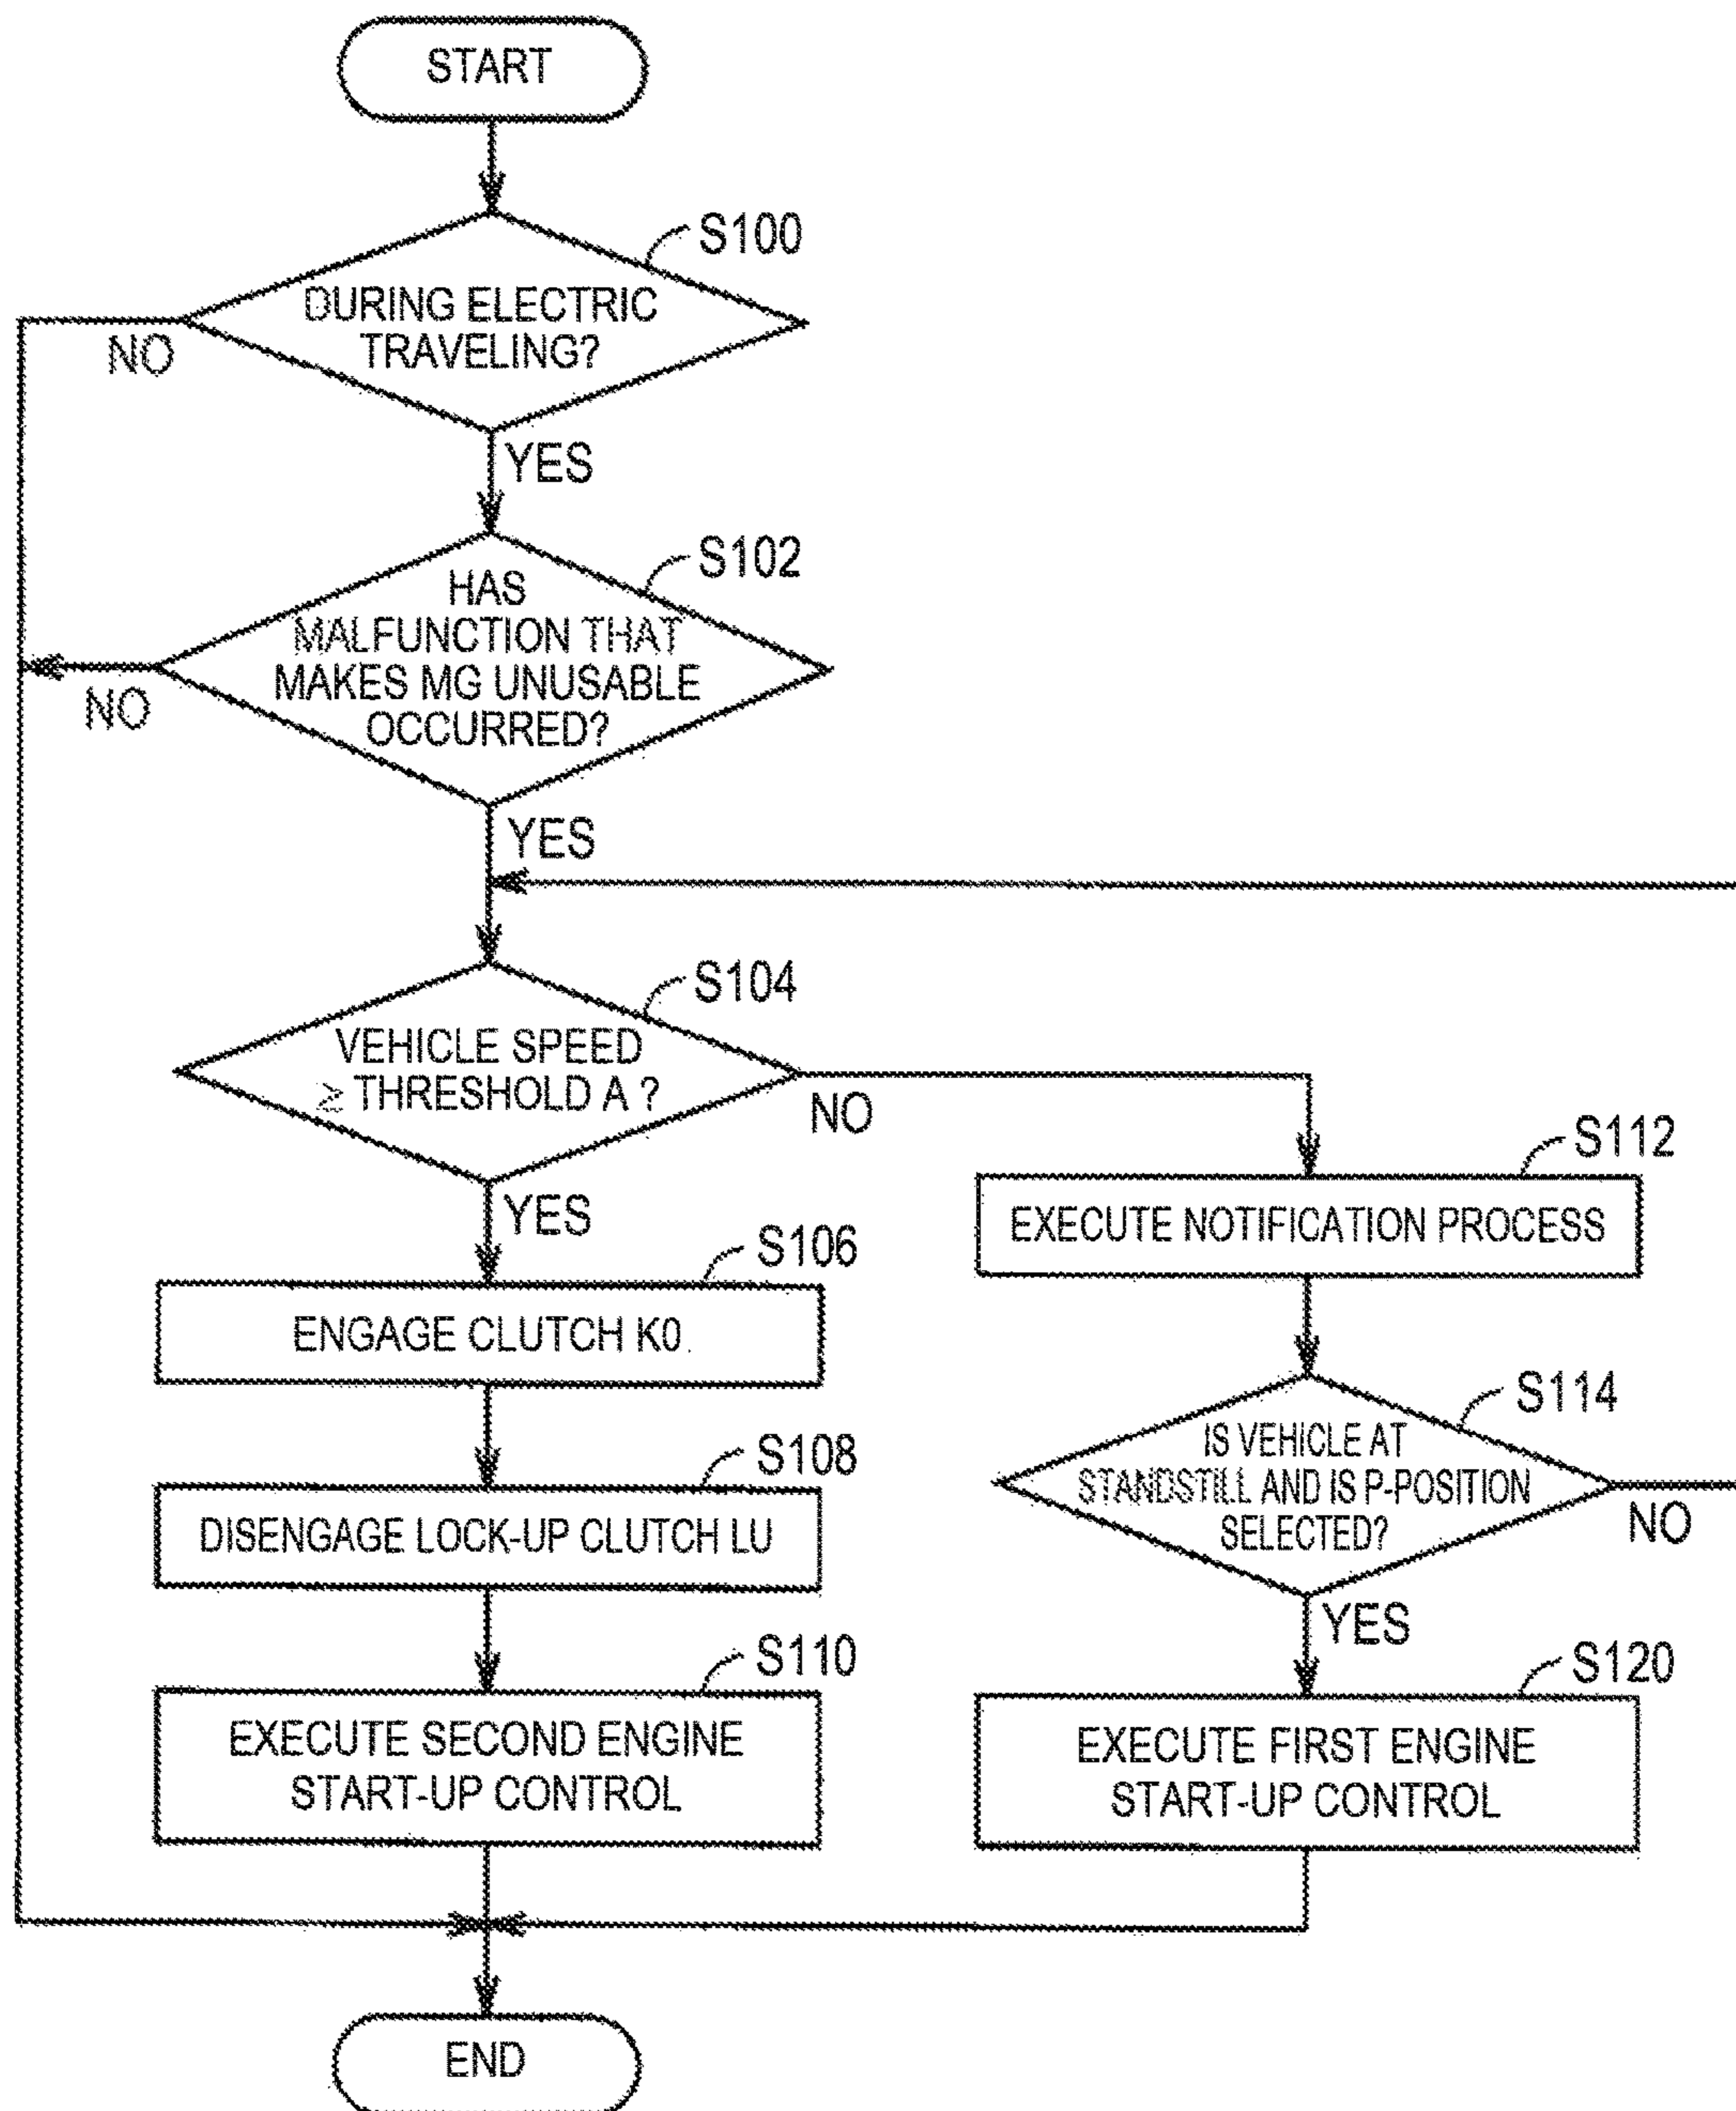 START
S100
DURING ELECTRIC
TRAVELING?
NO
YES
S102
HAS
MALFUNCTION THAT
MAKES MG UNUSABLE
OCCURRED?
NO
YES
S104
VEHICLE SPEED
≥ THRESHOLD A ?
NO
YES
S106
ENGAGE CLUTCH K0
S108
DISENGAGE LOCK-UP CLUTCH LU
S110
EXECUTE SECOND ENGINE
START-UP CONTROL
S112
EXECUTE NOTIFICATION PROCESS
S114
IS VEHICLE AT
STANDSTILL AND IS P-POSITION
SELECTED?
NO
YES
S120
EXECUTE FIRST ENGINE
START-UP CONTROL
END